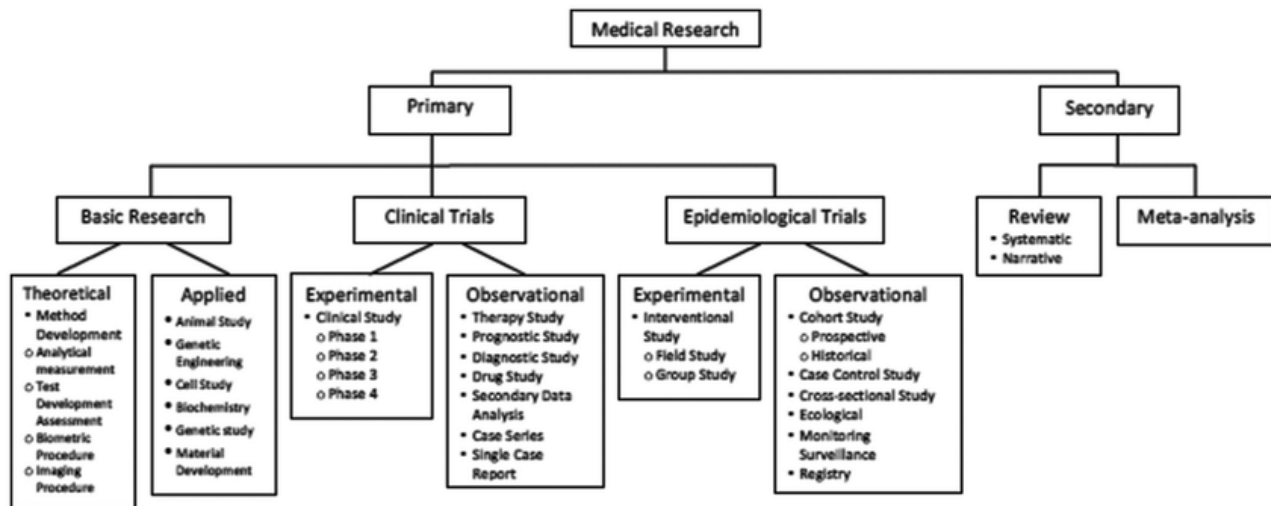 Medical Research
Primary
Secondary
Basic Research
Clinical Trials
Epidemiological Trials
Review
• Systematic
• Narrative
Meta-analysis
Theoretical
• Method
Development
○ Analytical
measurement
○ Test
Development
Assessment
○ Biometric
Procedure
○ Imaging
Procedure
Applied
• Animal Study
• Genetic
Engineering
• Cell Study
• Biochemistry
• Genetic study
• Material
Development
Experimental
• Clinical Study
○ Phase 1
○ Phase 2
○ Phase 3
○ Phase 4
Observational
• Therapy Study
• Prognostic Study
• Diagnostic Study
• Drug Study
• Secondary Data
Analysis
• Case Series
• Single Case
Report
Experimental
• Interventional
Study
○ Field Study
○ Group Study
Observational
• Cohort Study
○ Prospective
○ Historical
• Case Control Study
• Cross-sectional Study
• Ecological
• Monitoring
Surveillance
• Registry